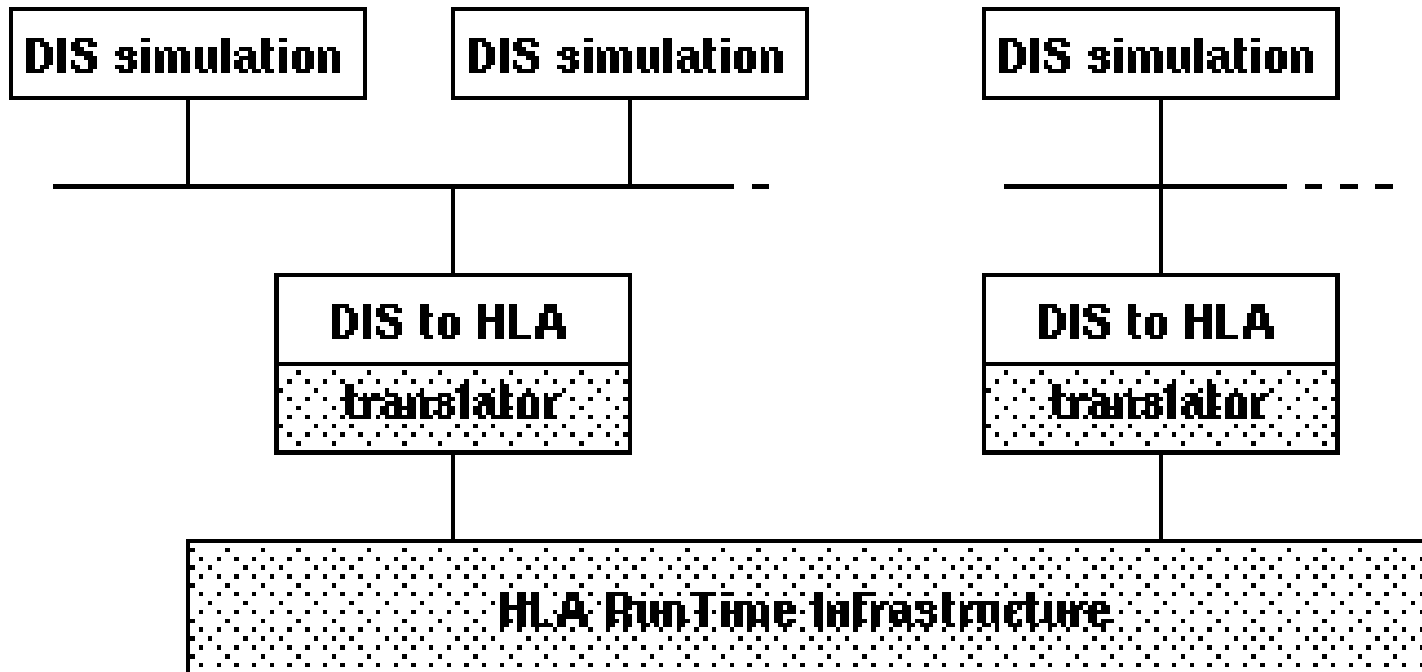 DIS simulation
DIS simulation
DIS simulation
DIS to HLA
translator
DIS to HLA
translator
HLA RunTime Infrastructure